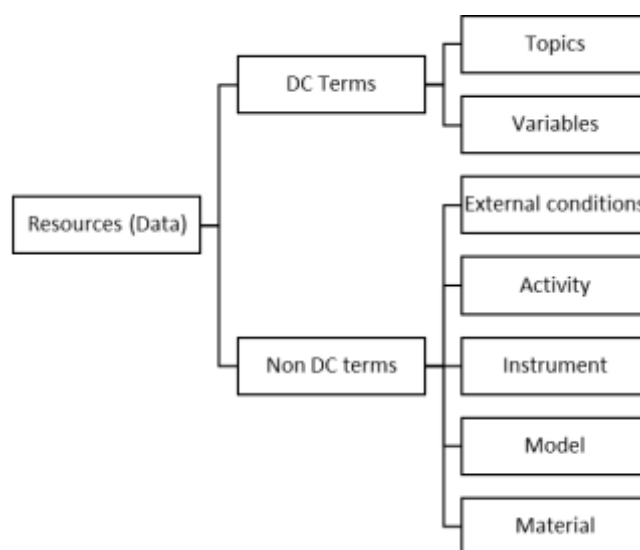 Topics
DC Terms
Variables
External conditions
Resources (Data)
Activity
Non DC terms
Instrument
Model
Material